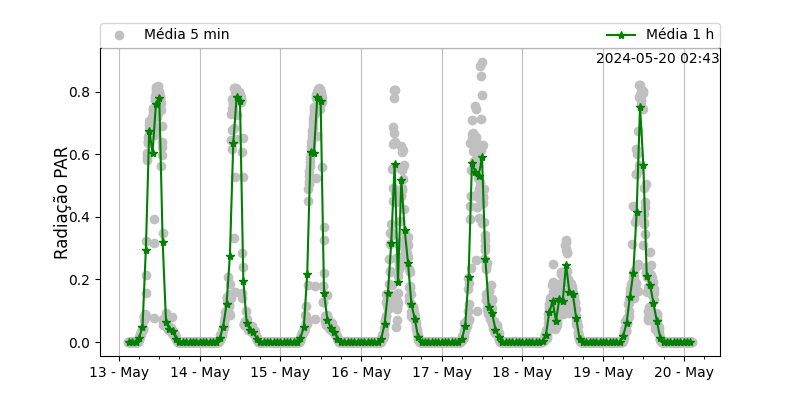 Média 5 min
Média 1 h
2024-05-20 02:43
Radiação PAR
0.8
0.6
0.4
0.2
0.0
13 - May
14 - May
15 - May
16 - May
17 - May
18 - May
19 - May
20 - May